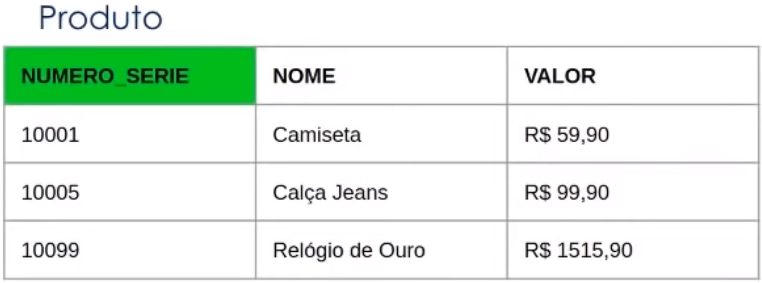 Produto
NUMERO_SERIE NOME VALOR
10001 Camiseta R$ 59,90
10005 Calça Jeans R$ 99,90
10099 Relógio de Ouro R$ 1515,90